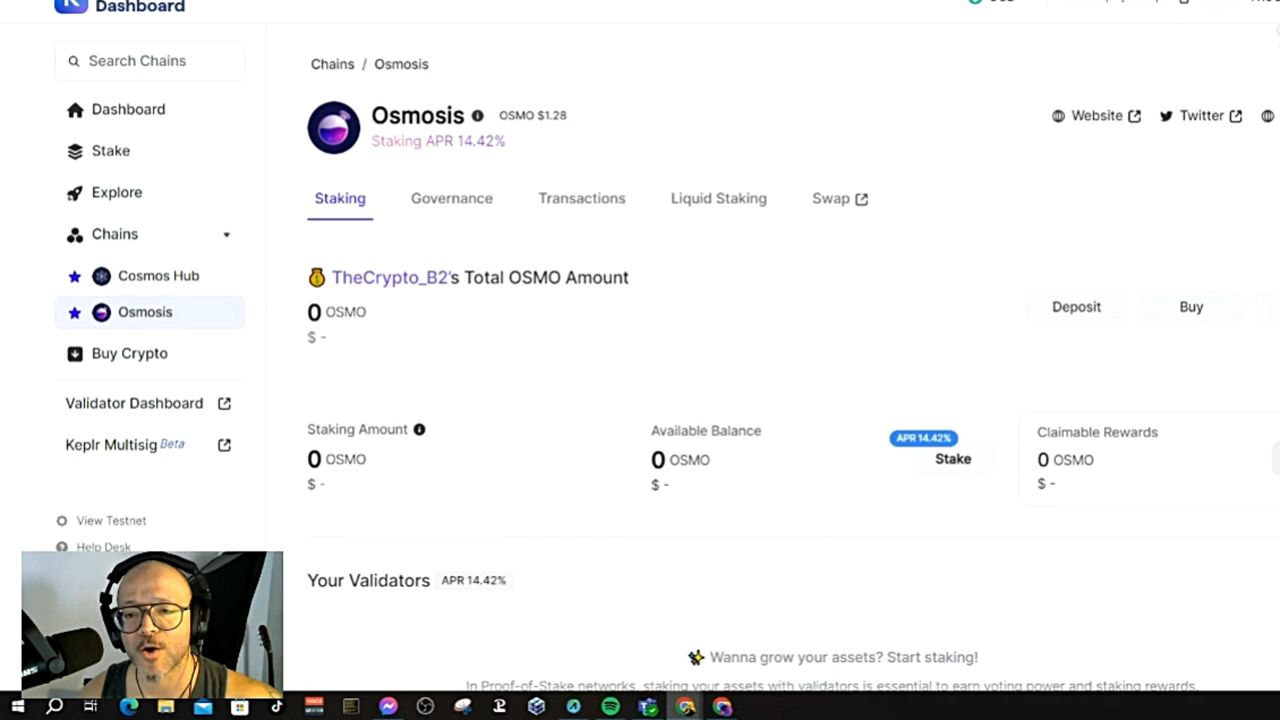 Dashboard
Search Chains
Dashboard
Stake
Explore
Chains
Cosmos Hub
Osmosis
Buy Crypto
Validator Dashboard
Keplr Multisig Beta
View Testnet
Help Desk
Chains / Osmosis
Osmosis OSMO $1.28
Staking APR 14.42%
Website Twitter
Staking Governance Transactions Liquid Staking Swap
TheCrypto_B2's Total OSMO Amount
0 OSMO
$ -
Deposit Buy
Staking Amount
0 OSMO
$ -
Available Balance
0 OSMO
$ -
APR 14.42%
Stake
Claimable Rewards
0 OSMO
$ -
Your Validators APR 14.42%
Wanna grow your assets? Start staking!
In Proof-of-Stake networks, staking your assets with validators is essential to earn voting power and staking rewards.